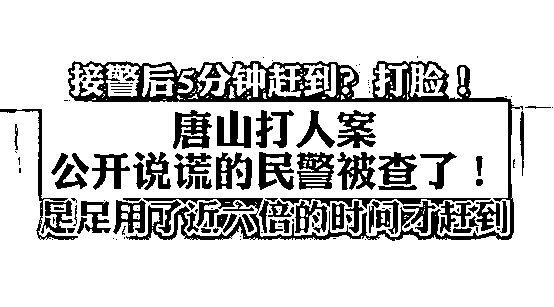 接警后5分钟赶到？打脸！
唐山打人案
公开说谎的民警被查了！
足足用了近六倍的时间才赶到